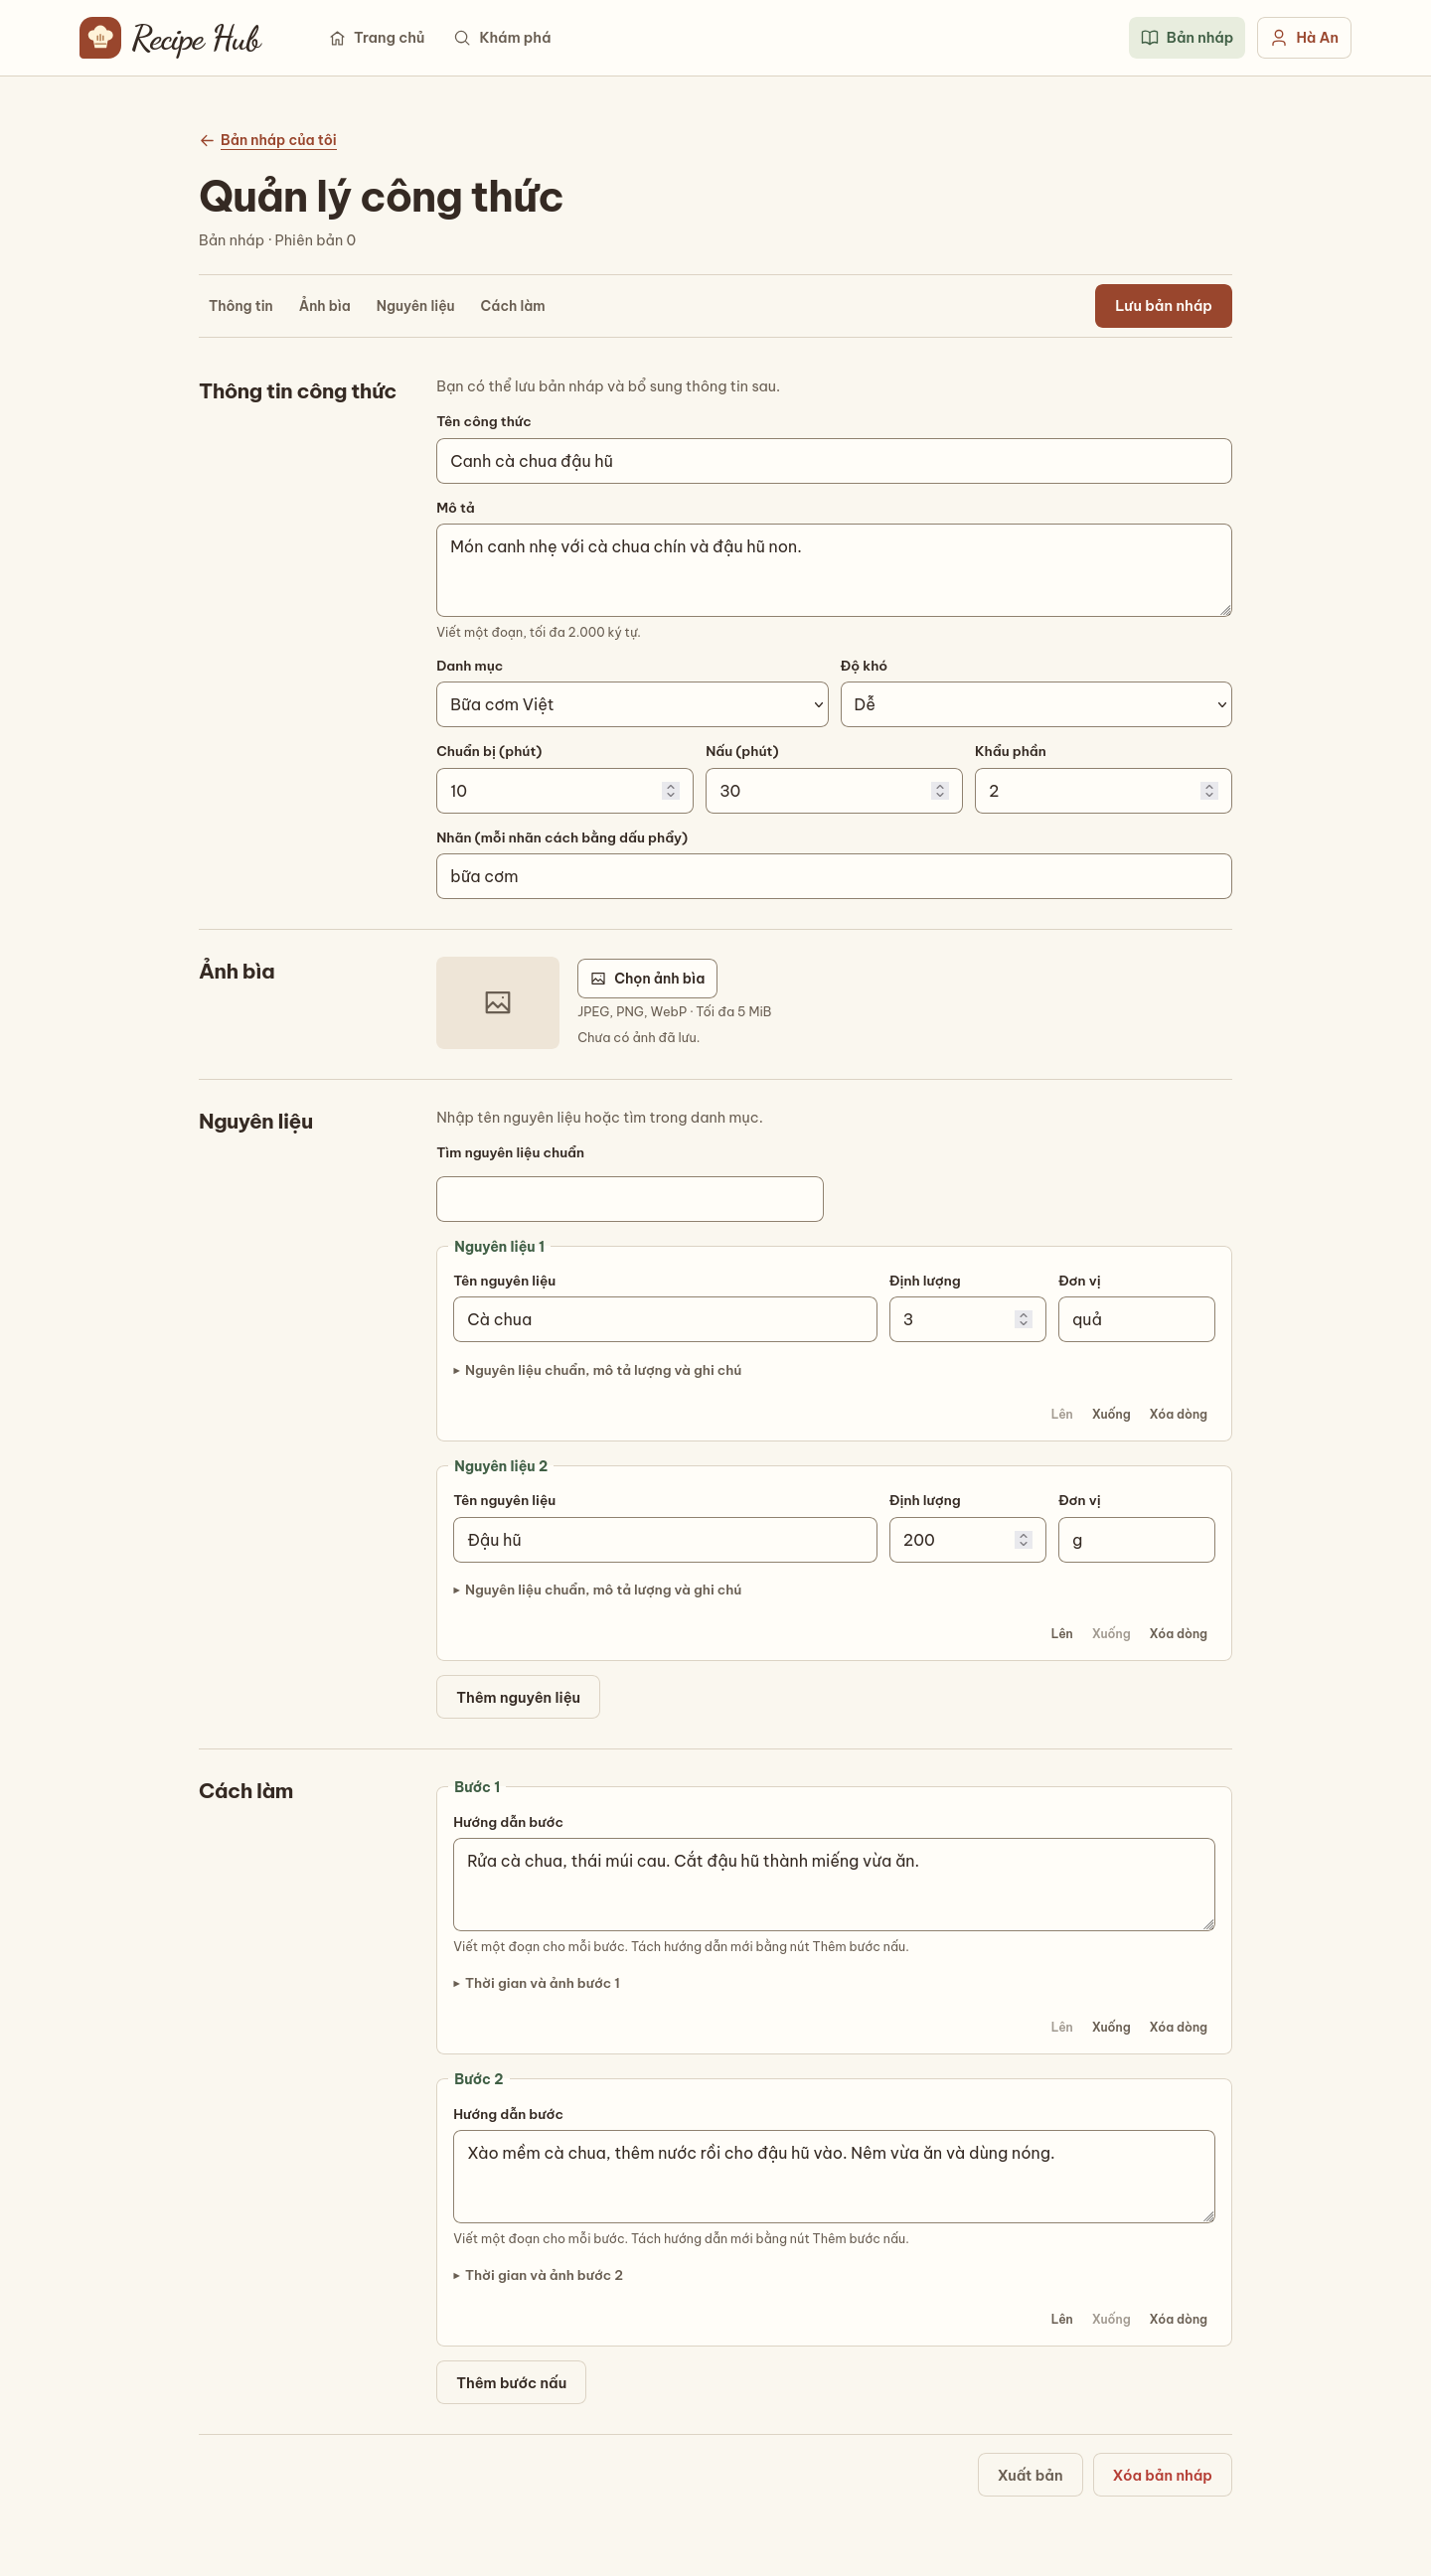 Recipe Hub
Trang chủ
Khám phá
Bản nháp
Hà An
← Bản nháp của tôi
Quản lý công thức
Bản nháp · Phiên bản 0
Thông tin
Ảnh bìa
Nguyên liệu
Cách làm
Lưu bản nháp
Thông tin công thức
Bạn có thể lưu bản nháp và bổ sung thông tin sau.
Tên công thức
Canh cà chua đậu hũ
Mô tả
Món canh nhẹ với cà chua chín và đậu hũ non.
Viết một đoạn, tối đa 2.000 ký tự.
Danh mục
Độ khó
Bữa cơm Việt
Dễ
Chuẩn bị (phút)
Nấu (phút)
Khẩu phần
10
30
2
Nhãn (mỗi nhãn cách bằng dấu phẩy)
bữa cơm
Ảnh bìa
Chọn ảnh bìa
JPEG, PNG, WebP · Tối đa 5 MiB
Chưa có ảnh đã lưu.
Nguyên liệu
Nhập tên nguyên liệu hoặc tìm trong danh mục.
Tìm nguyên liệu chuẩn
Nguyên liệu 1
Tên nguyên liệu
Định lượng
Đơn vị
Cà chua
3
quả
▸ Nguyên liệu chuẩn, mô tả lượng và ghi chú
Lên
Xuống
Xóa dòng
Nguyên liệu 2
Tên nguyên liệu
Định lượng
Đơn vị
Đậu hũ
200
g
▸ Nguyên liệu chuẩn, mô tả lượng và ghi chú
Lên
Xuống
Xóa dòng
Thêm nguyên liệu
Cách làm
Bước 1
Hướng dẫn bước
Rửa cà chua, thái múi cau. Cắt đậu hũ thành miếng vừa ăn.
Viết một đoạn cho mỗi bước. Tách hướng dẫn mới bằng nút Thêm bước nấu.
▸ Thời gian và ảnh bước 1
Lên
Xuống
Xóa dòng
Bước 2
Hướng dẫn bước
Xào mềm cà chua, thêm nước rồi cho đậu hũ vào. Nêm vừa ăn và dùng nóng.
Viết một đoạn cho mỗi bước. Tách hướng dẫn mới bằng nút Thêm bước nấu.
▸ Thời gian và ảnh bước 2
Lên
Xuống
Xóa dòng
Thêm bước nấu
Xuất bản
Xóa bản nháp